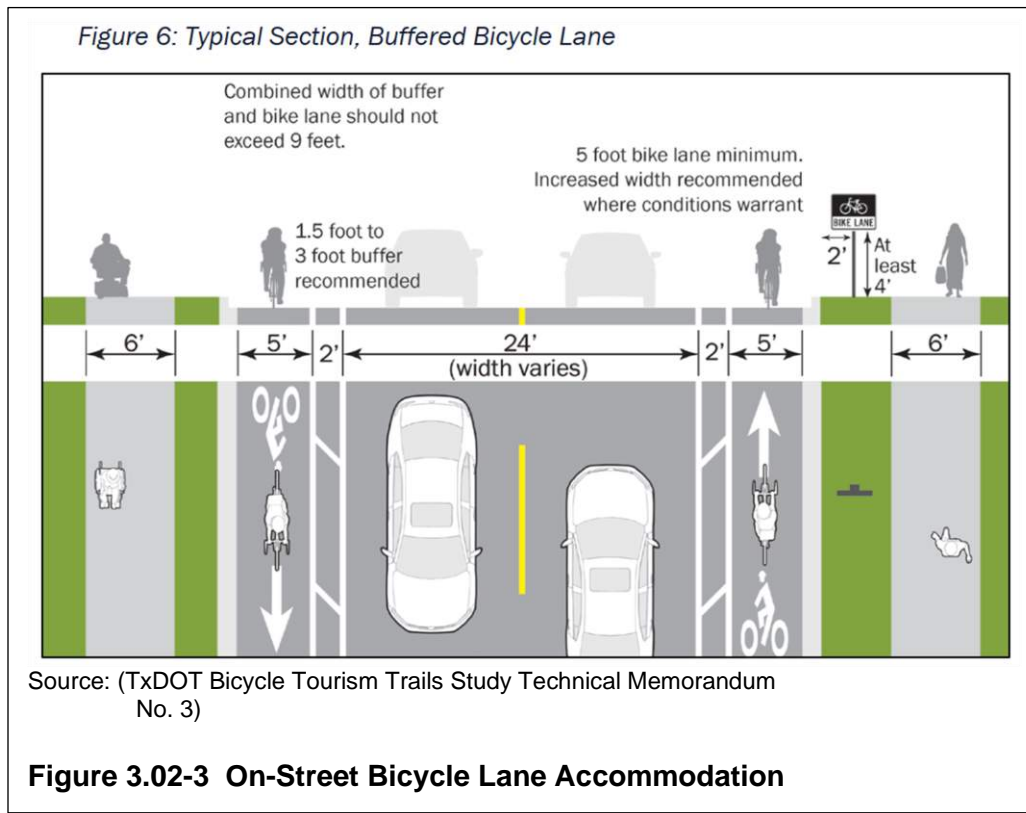 Figure 6: Typical Section, Buffered Bicycle Lane
Combined width of buffer
and bike lane should not
exceed 9 feet.
5 foot bike lane minimum.
Increased width recommended
where conditions warrant
1.5 foot to
3 foot buffer
recommended
BIKE LANE
2'
At
least
4'
6'
5'
2'
24'
(width varies)
2'
5'
6'
Source: (TxDOT Bicycle Tourism Trails Study Technical Memorandum
No. 3)
Figure 3.02-3 On-Street Bicycle Lane Accommodation